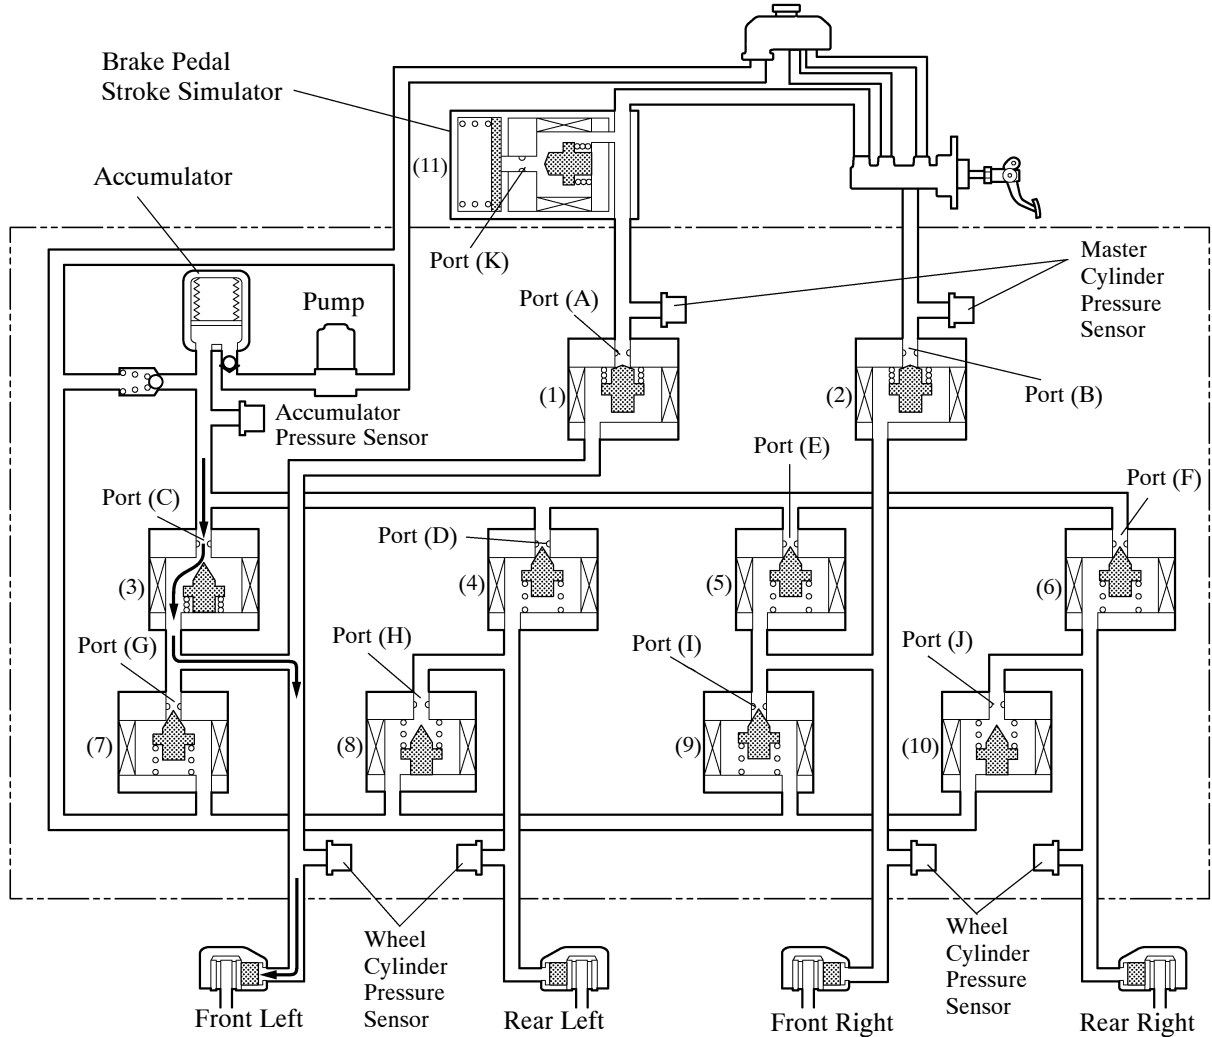 Brake Pedal
Stroke Simulator
(11)
Accumulator
Port (K)
Master
Cylinder
Pressure
Sensor
Port (A)
Pump
(1)
(2)
Port (B)
Accumulator
Pressure Sensor
Port (E)
Port (F)
Port (C)
Port (D)
(3)
(4)
(5)
(6)
Port (G)
Port (H)
Port (I)
Port (J)
(7)
(8)
(9)
(10)
Wheel
Cylinder
Pressure
Sensor
Wheel
Cylinder
Pressure
Sensor
Front Left
Rear Left
Front Right
Rear Right